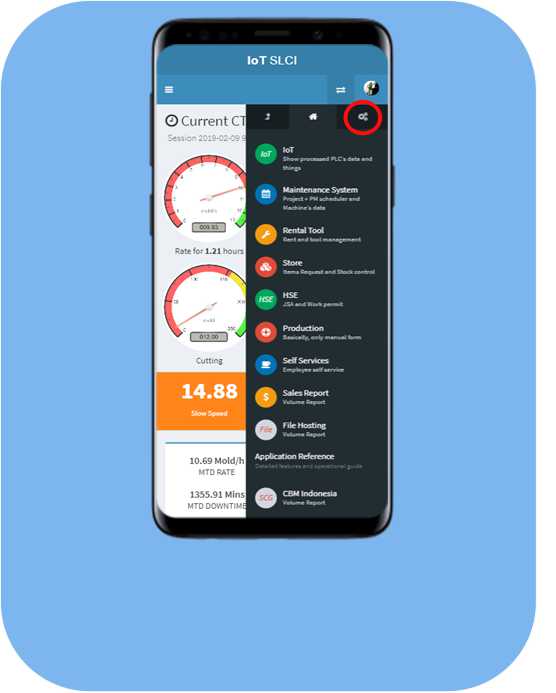 IoT SLCI
Current CT
Session 2019-02-09 9
009.93
Rate for 1.21 hours
012.00
Cutting
14.88
Slow Speed
10.69 Mold/h
MTD RATE
1355.91 Mins
MTD DOWNTIME
IoT
IoT
Show processed PLC's data and
things
Maintenance System
Project + PM scheduler and
Machine's data
Rental Tool
Rent and tool management
Store
Items Request and Stock control
HSE
HSE
JSA and Work permit
Production
Basically, only manual form
Self Services
Employee self service
$
Sales Report
Volume Report
File
File Hosting
Volume Report
Application Reference
Detailed features and operational guide
SCG
CBM Indonesia
Volume Report